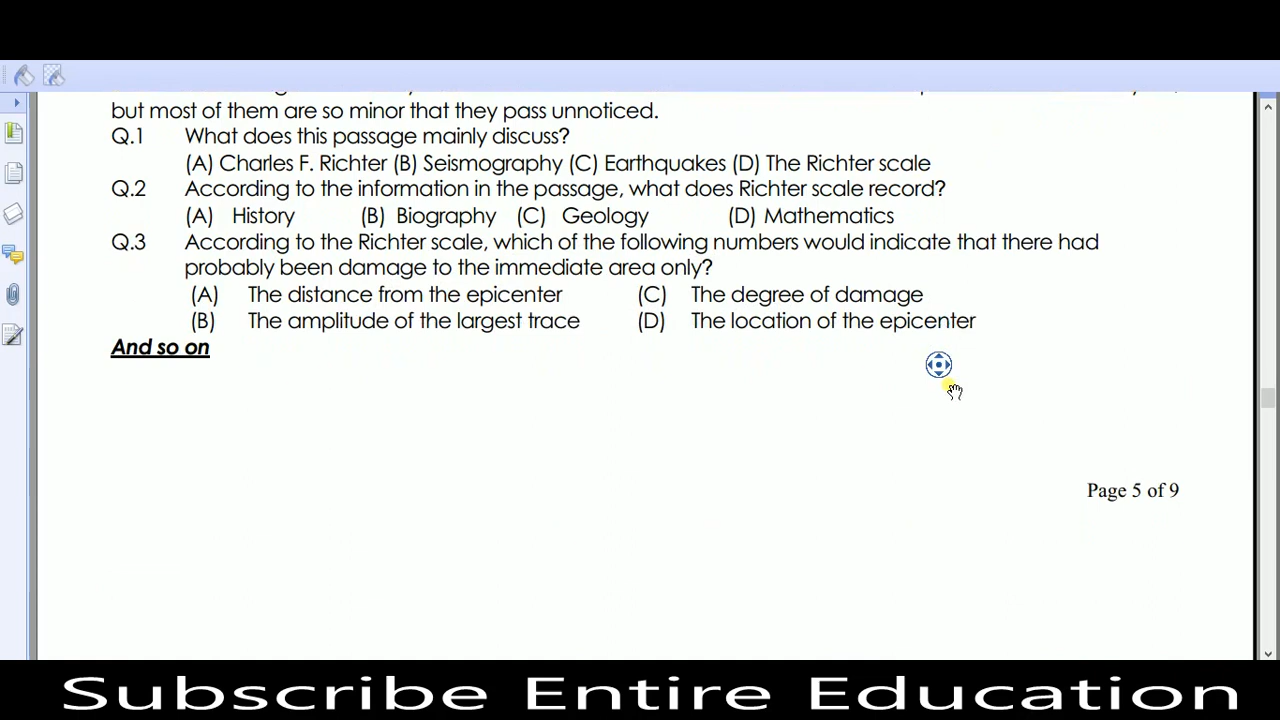 but most of them are so minor that they pass unnoticed.
Q.1 What does this passage mainly discuss?
(A) Charles F. Richter (B) Seismography (C) Earthquakes (D) The Richter scale
Q.2 According to the information in the passage, what does Richter scale record?
(A) History (B) Biography (C) Geology (D) Mathematics
Q.3 According to the Richter scale, which of the following numbers would indicate that there had
probably been damage to the immediate area only?
(A) The distance from the epicenter (C) The degree of damage
(B) The amplitude of the largest trace (D) The location of the epicenter
And so on
Page 5 of 9
Subscribe Entire Education